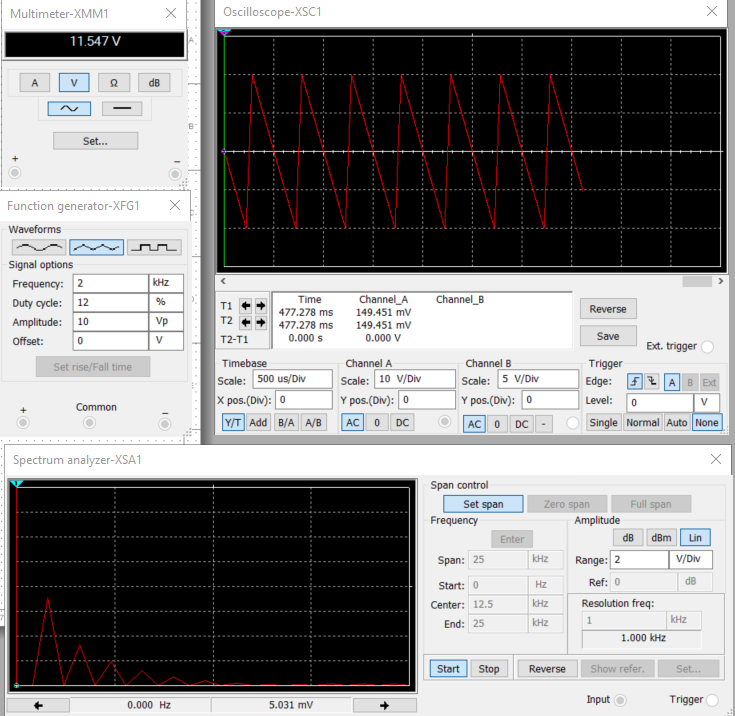 Multimeter-XMM1
11.547 V
A V Ω dB
Set...
+ −
Function generator-XFG1
Waveforms
Signal options
Frequency: 2 kHz
Duty cycle: 12 %
Amplitude: 10 Vp
Offset: 0 V
Set rise/Fall time
+ Common −
A
B
Oscilloscope-XSC1
Time Channel_A Channel_B
T1 477.278 ms 149.451 mV
T2 477.278 ms 149.451 mV
T2-T1 0.000 s 0.000 V
Reverse
Save
Ext. trigger
Timebase
Scale: 500 us/Div
X pos.(Div): 0
Y/T Add B/A A/B
Channel A
Scale: 10 V/Div
Y pos.(Div): 0
AC 0 DC
Channel B
Scale: 5 V/Div
Y pos.(Div): 0
AC 0 DC -
Trigger
Edge: A B Ext
Level: 0 V
Single Normal Auto None
Spectrum analyzer-XSA1
Span control
Set span Zero span Full span
Frequency
Enter
Span: 25 kHz
Start: 0 Hz
Center: 12.5 kHz
End: 25 kHz
Amplitude
dB dBm Lin
Range: 2 V/Div
Ref: 0 dB
Resolution freq:
1 kHz
1.000 kHz
Start Stop Reverse Show refer. Set...
0.000 Hz 5.031 mV
Input Trigger